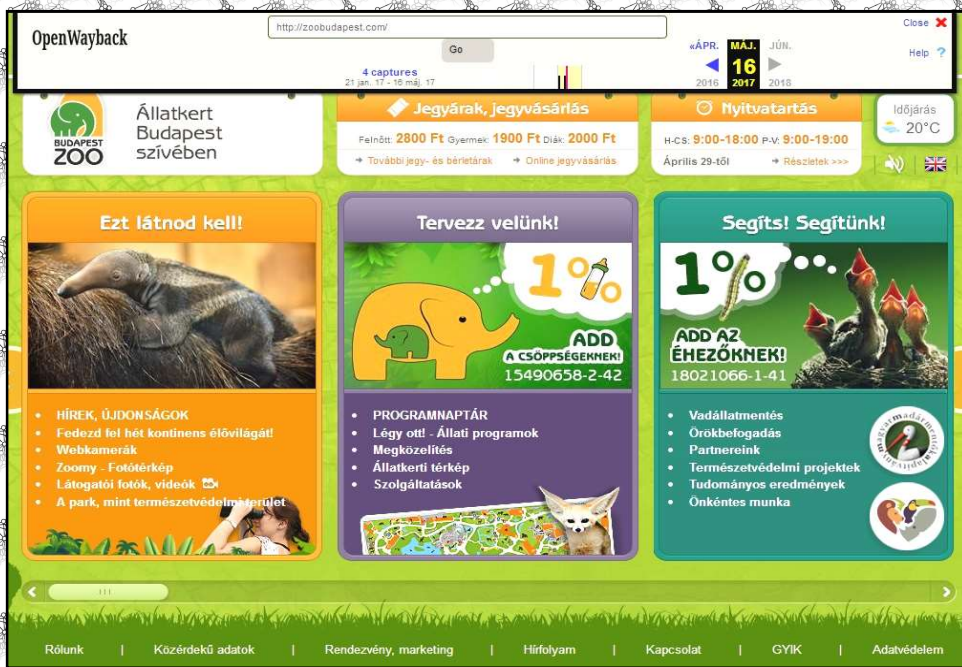 OpenWayback
http://zoobudapest.com/
Go
4 captures
21 jan. 17 - 16 máj. 17
«ÁPR. MÁJ. JÚN.
16
2016 2017 2018
Close
Help ?
BUDAPEST
ZOO
Állatkert
Budapest
szívében
Jegyárak, jegyvásárlás
Felnőtt: 2800 Ft Gyermek: 1900 Ft Diák: 2000 Ft
További jegy- és bérletárak
Online jegyvásárlás
Nyitvatartás
H-CS: 9:00-18:00 P-V: 9:00-19:00
Április 29-től
Részletek >>>
Időjárás
20°C
Ezt látnod kell!
HÍREK, ÚJDONSÁGOK
Fedezd fel hét kontinens élővilágát!
Webkamerák
Zoomy - Fotótérkép
Látogatói fotók, videók
A park, mint természetvédelmi terület
Tervezz velünk!
1%
ADD
A CSÖPPSÉGEKNEK!
15490658-2-42
PROGRAMNAPTÁR
Légy ott! - Állati programok
Megközelítés
Állatkerti térkép
Szolgáltatások
Segíts! Segítünk!
1%
ADD AZ
ÉHEZŐKNEK!
18021066-1-41
Vadállatmentés
Örökbefogadás
Partnereink
Természetvédelmi projektek
Tudományos eredmények
Önkéntes munka
magyar madármentők alapítvány
Rólunk | Közérdekű adatok | Rendezvény, marketing | Hírfolyam | Kapcsolat | GYIK | Adatvédelem